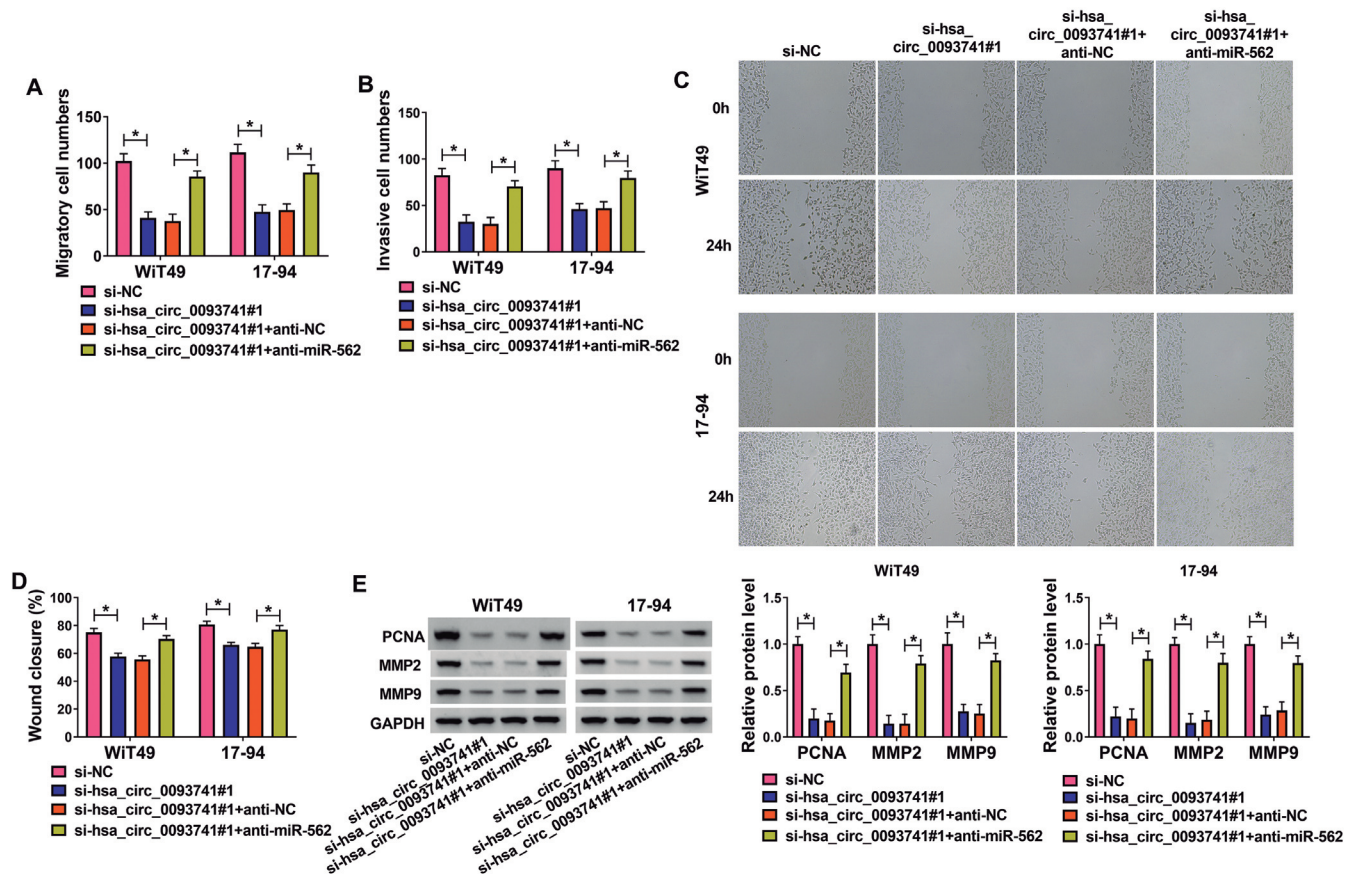 A
Migratory cell numbers
150
100
50
0
*
*
*
*
WiT49
17-94
si-NC
si-hsa_circ_0093741#1
si-hsa_circ_0093741#1+anti-NC
si-hsa_circ_0093741#1+anti-miR-562
B
Invasive cell numbers
150
100
50
0
*
*
*
*
WiT49
17-94
si-NC
si-hsa_circ_0093741#1
si-hsa_circ_0093741#1+anti-NC
si-hsa_circ_0093741#1+anti-miR-562
C
si-NC
si-hsa_
circ_0093741#1
si-hsa_
circ_0093741#1+
anti-NC
si-hsa_
circ_0093741#1+
anti-miR-562
WiT49
0h
24h
17-94
0h
24h
D
Wound closure (%)
100
80
60
40
20
0
*
*
*
*
WiT49
17-94
si-NC
si-hsa_circ_0093741#1
si-hsa_circ_0093741#1+anti-NC
si-hsa_circ_0093741#1+anti-miR-562
E
WiT49
17-94
PCNA
MMP2
MMP9
GAPDH
si-NC
si-hsa_circ_0093741#1
si-hsa_circ_0093741#1+anti-NC
si-hsa_circ_0093741#1+anti-miR-562
si-NC
si-hsa_circ_0093741#1
si-hsa_circ_0093741#1+anti-NC
si-hsa_circ_0093741#1+anti-miR-562
WiT49
Relative protein level
1.5
1.0
0.5
0.0
*
*
*
*
*
*
PCNA
MMP2
MMP9
si-NC
si-hsa_circ_0093741#1
si-hsa_circ_0093741#1+anti-NC
si-hsa_circ_0093741#1+anti-miR-562
17-94
Relative protein level
1.5
1.0
0.5
0.0
*
*
*
*
*
*
PCNA
MMP2
MMP9
si-NC
si-hsa_circ_0093741#1
si-hsa_circ_0093741#1+anti-NC
si-hsa_circ_0093741#1+anti-miR-562